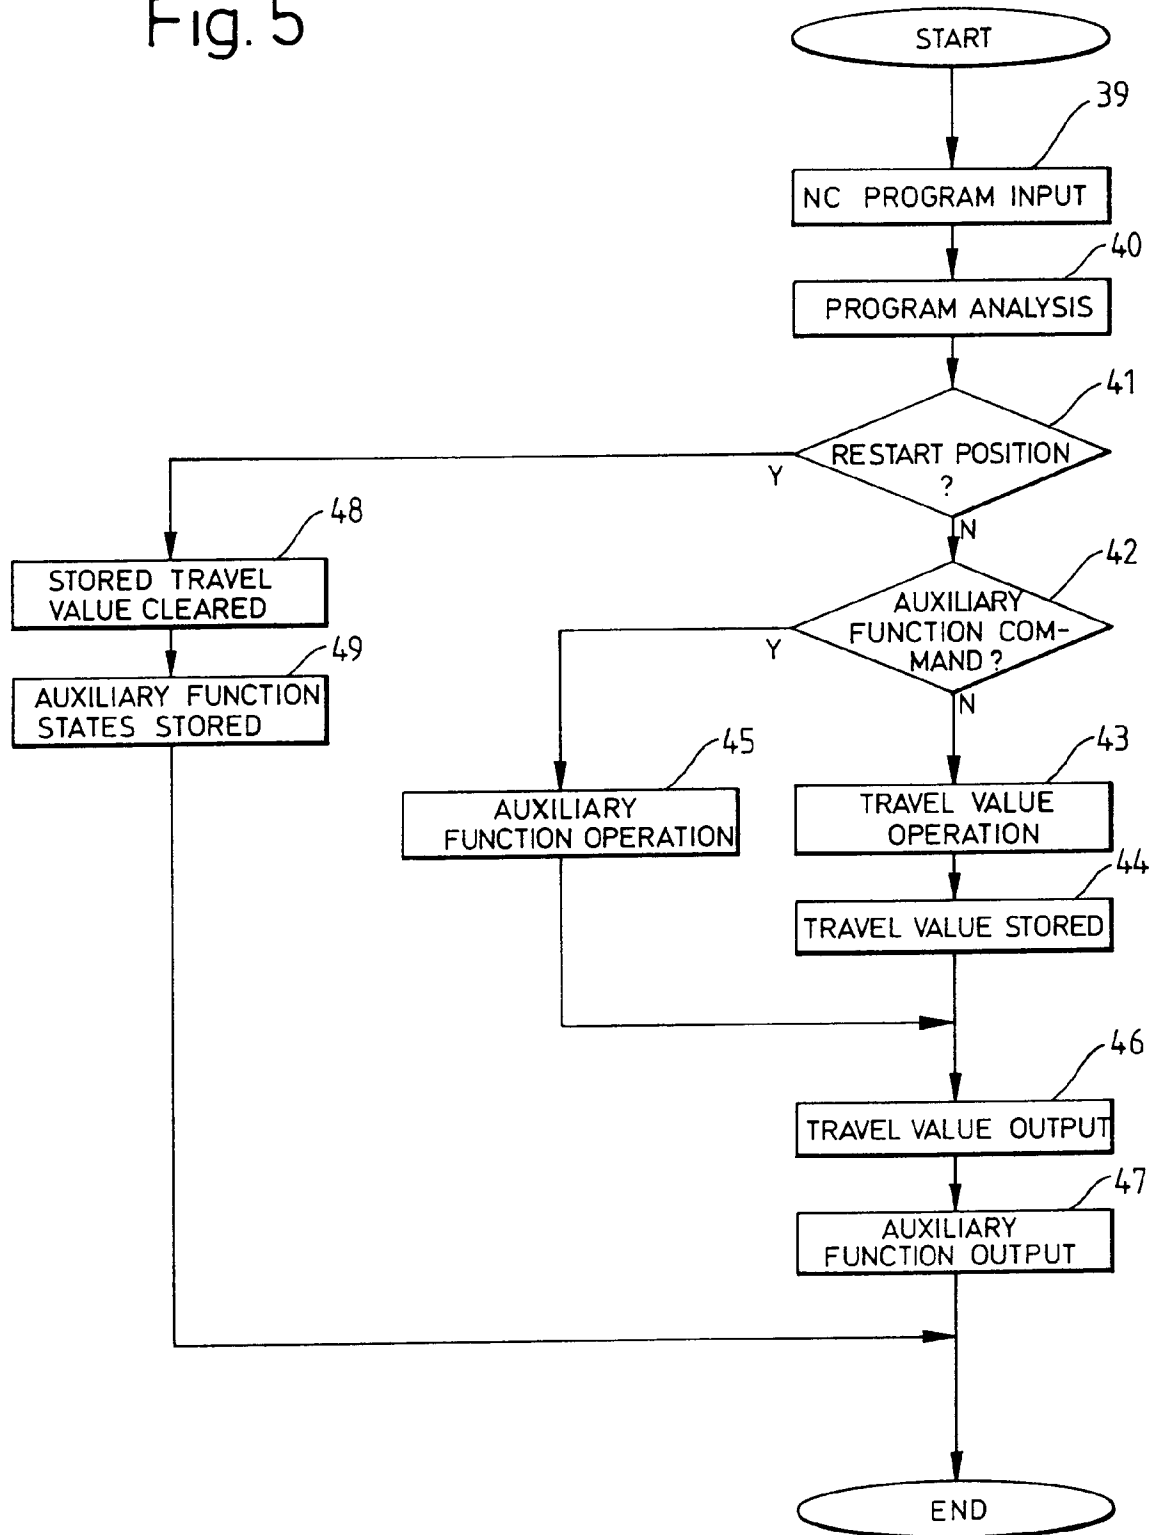 Fig. 5
START
39
NC PROGRAM INPUT
40
PROGRAM ANALYSIS
41
RESTART POSITION
?
Y
N
48
STORED TRAVEL
VALUE CLEARED
42
AUXILIARY
FUNCTION COM-
MAND?
Y
N
49
AUXILIARY FUNCTION
STATES STORED
45
AUXILIARY
FUNCTION OPERATION
43
TRAVEL VALUE
OPERATION
44
TRAVEL VALUE STORED
46
TRAVEL VALUE OUTPUT
47
AUXILIARY
FUNCTION OUTPUT
END